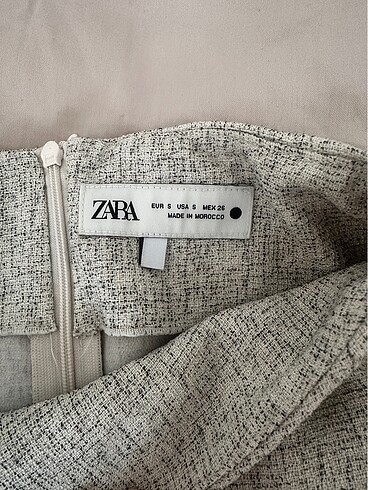 ZARA
EUR S USA S MEX 26
MADE IN MOROCCO